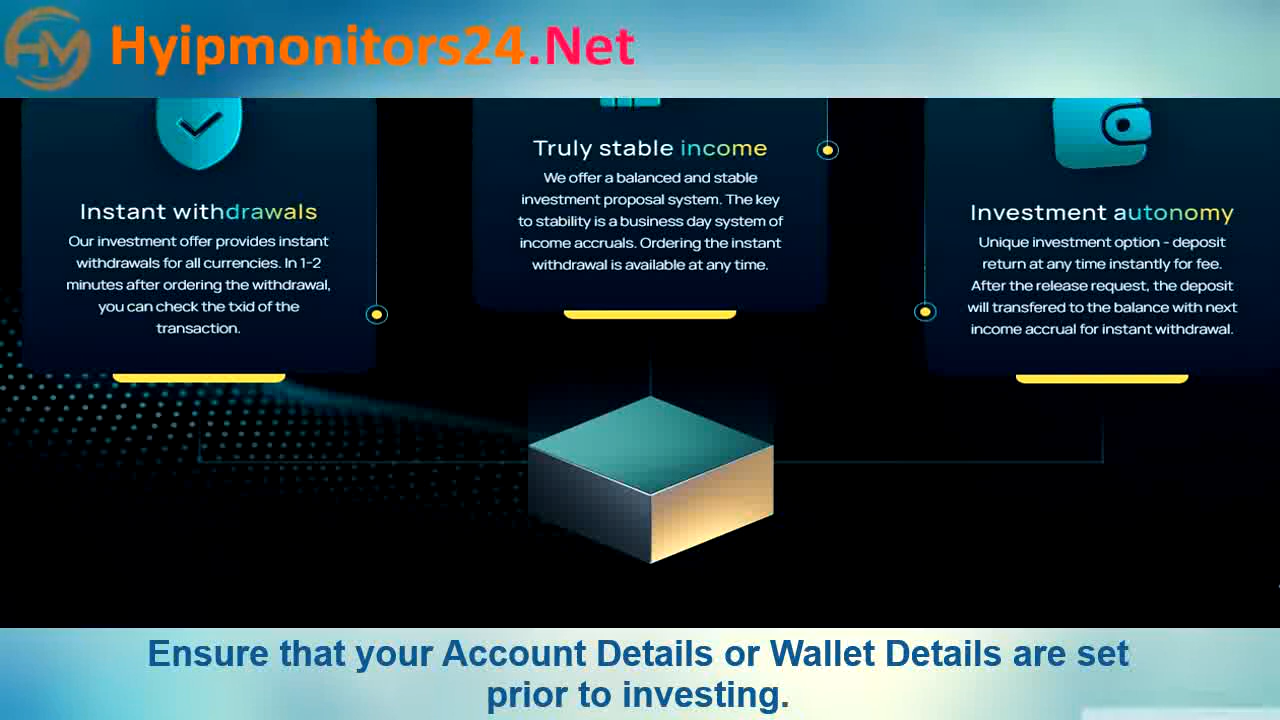 HM
Hyipmonitors24.Net
Instant withdrawals
Our investment offer provides instant
withdrawals for all currencies. In 1-2
minutes after ordering the withdrawal,
you can check the txid of the
transaction.
Truly stable income
We offer a balanced and stable
investment proposal system. The key
to stability is a business day system of
income accruals. Ordering the instant
withdrawal is available at any time.
Investment autonomy
Unique investment option - deposit
return at any time instantly for fee.
After the release request, the deposit
will transfered to the balance with next
income accrual for instant withdrawal.
Ensure that your Account Details or Wallet Details are set
prior to investing.